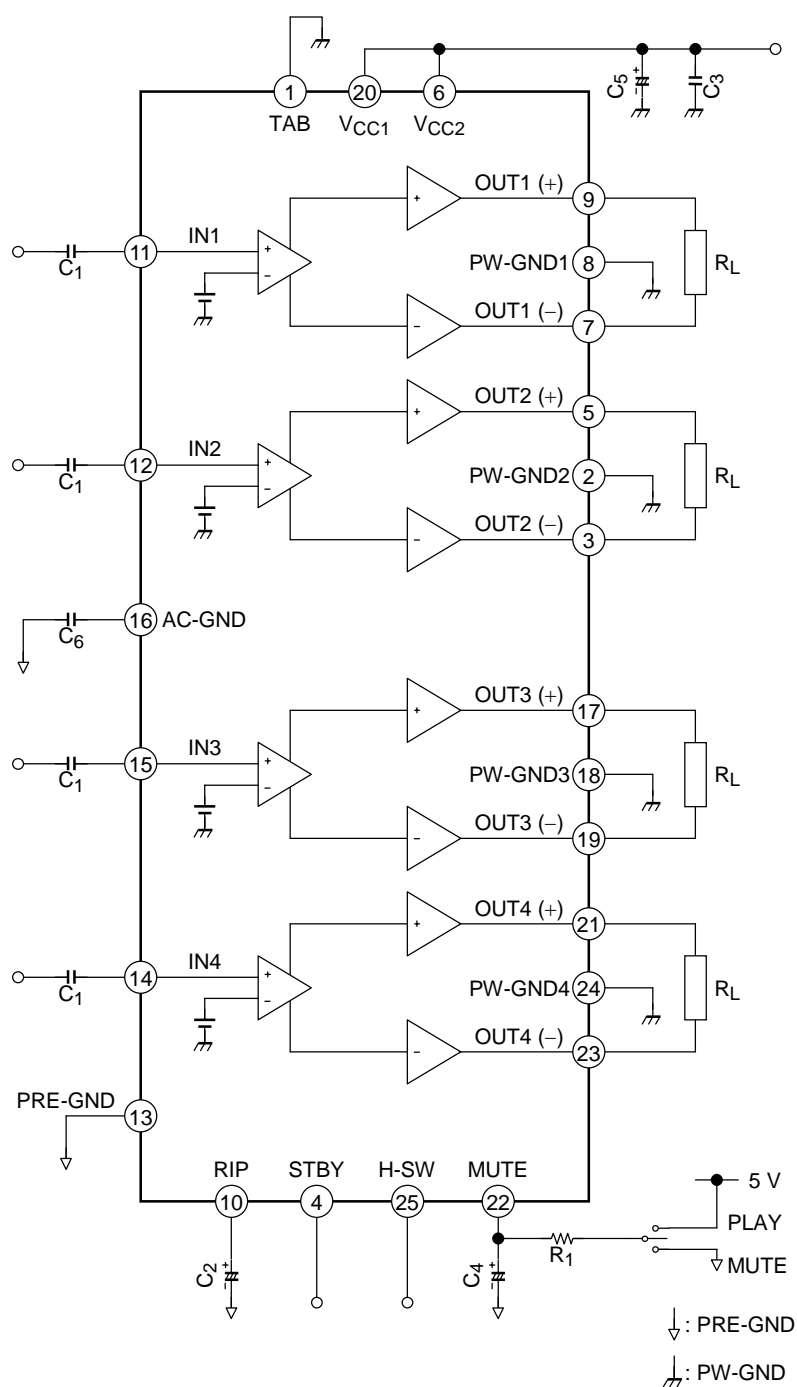 C5
C3
1
20
6
TAB
VCC1
VCC2
OUT1 (+)
9
IN1
11
C1
+
+
−
PW-GND1
8
RL
OUT1 (−)
−
7
OUT2 (+)
5
+
IN2
12
C1
+
−
PW-GND2
2
RL
OUT2 (−)
−
3
16
AC-GND
C6
OUT3 (+)
17
+
IN3
15
C1
+
−
PW-GND3
18
RL
OUT3 (−)
−
19
OUT4 (+)
21
+
IN4
14
C1
+
−
PW-GND4
24
RL
OUT4 (−)
−
23
PRE-GND
13
RIP
STBY
H-SW
MUTE
10
4
25
22
5 V
PLAY
R1
MUTE
C2
C4
: PRE-GND
: PW-GND